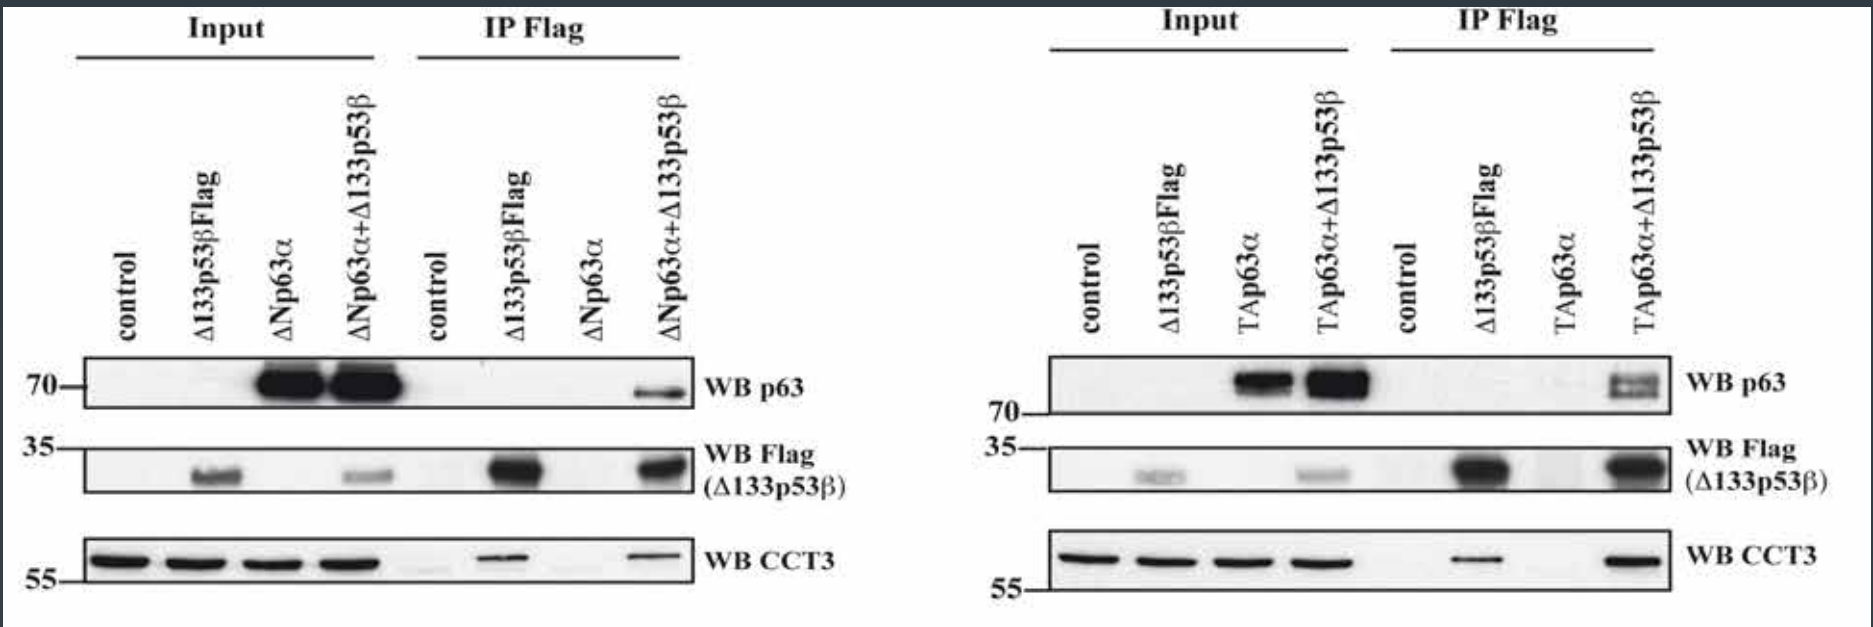 Input
IP Flag
control
Δ133p53βFlag
ΔNp63α
ΔNp63α+Δ133p53β
control
Δ133p53βFlag
ΔNp63α
ΔNp63α+Δ133p53β
70
WB p63
35
WB Flag
(Δ133p53β)
WB CCT3
55
Input
IP Flag
control
Δ133p53βFlag
TAp63α
TAp63α+Δ133p53β
control
Δ133p53βFlag
TAp63α
TAp63α+Δ133p53β
WB p63
70
35
WB Flag
(Δ133p53β)
WB CCT3
55